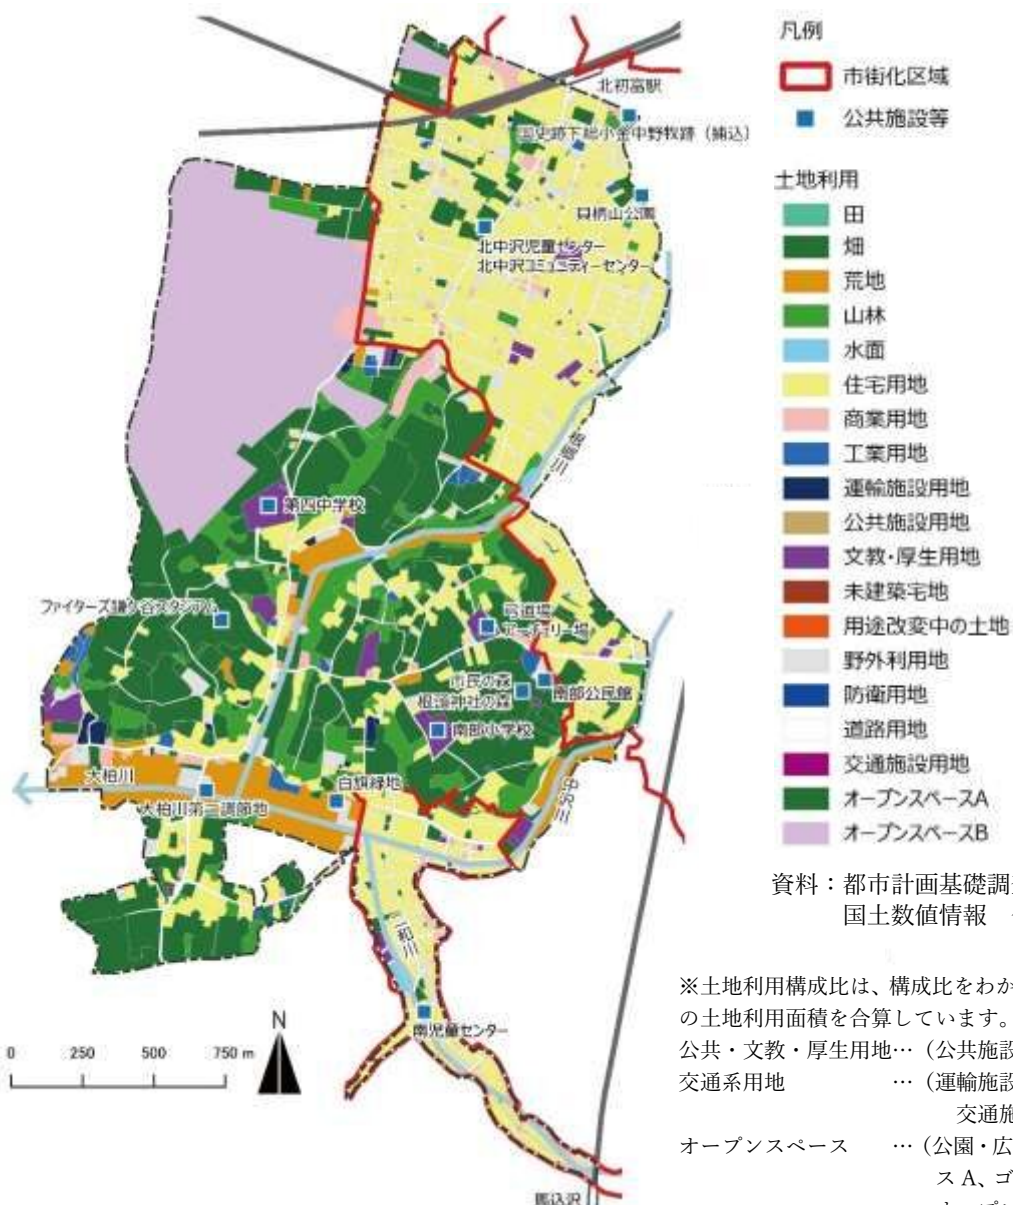 凡例
市街化区域
公共施設等
土地利用
田
畑
荒地
山林
水面
住宅用地
商業用地
工業用地
運輸施設用地
公共施設用地
文教・厚生用地
未建築宅地
用途改変中の土地
野外利用地
防衛用地
道路用地
交通施設用地
オープンスペースA
オープンスペースB
北初富駅
国史跡下総小金中野牧跡（捕込）
貝柄山公園
北中沢児童センター
北中沢コミュニティーセンター
根郷川
第四中学校
ファイターズ鎌ケ谷スタジアム
弓道場
アーチェリー場
市民の森
根頭神社の森
南部公民館
南部小学校
大柏川
大柏川第二調節地
白旗緑地
中沢川
二和川
南児童センター
馬込沢
N
0 250 500 750 m
資料：都市計画基礎調
国土数値情報
※土地利用構成比は、構成比をわか
の土地利用面積を合算しています。
公共・文教・厚生用地…（公共施設
交通系用地 …（運輸施設
交通施
オープンスペース …（公園・広
ス A、ゴ